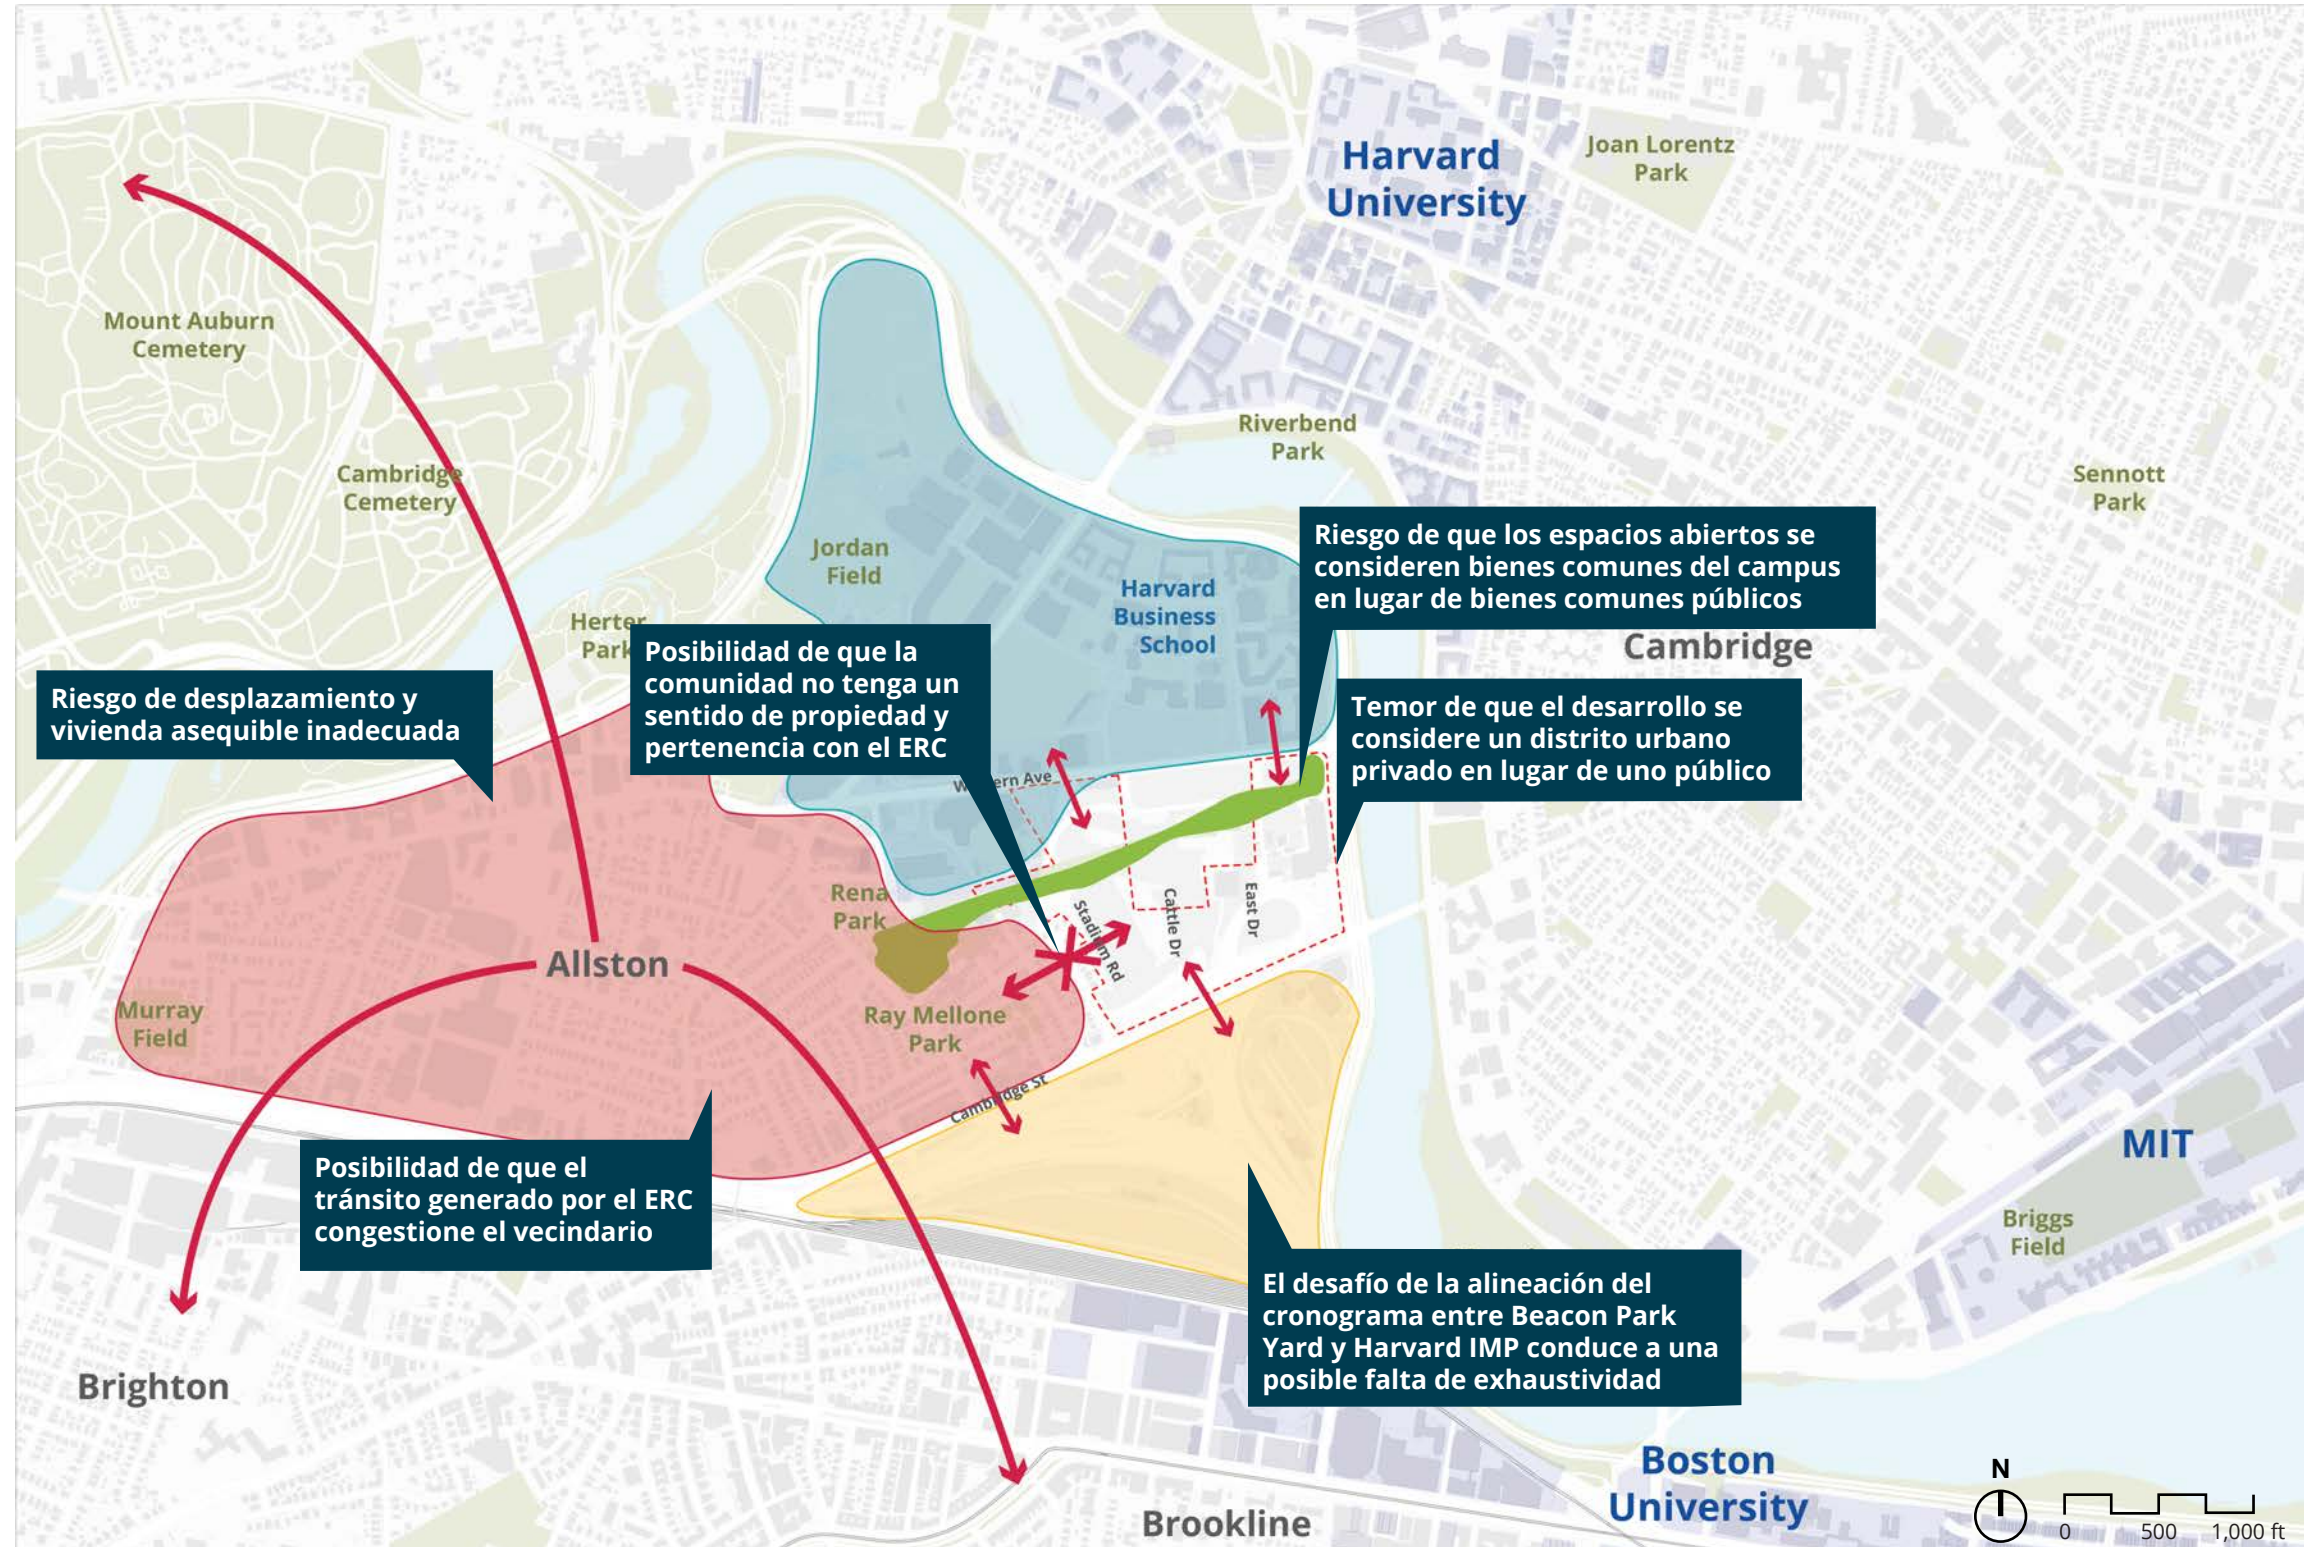 Harvard
University
Joan Lorentz
Park
Mount Auburn
Cemetery
Cambridge
Cemetery
Riverbend
Park
Sennott
Park
Jordan
Field
Harvard
Business
School
Herter
Park
Riesgo de que los espacios abiertos se
consideren bienes comunes del campus
en lugar de bienes comunes públicos
Cambridge
Posibilidad de que la
comunidad no tenga un
sentido de propiedad y
pertenencia con el ERC
Riesgo de desplazamiento y
vivienda asequible inadecuada
Temor de que el desarrollo se
considere un distrito urbano
privado en lugar de uno público
Ave
Rena
Park
Stadium Rd
Cattle Dr
East Dr
Allston
Murray
Field
Ray Mellone
Park
Cambridge St
Posibilidad de que el
tránsito generado por el ERC
congestione el vecindario
MIT
Briggs
Field
El desafío de la alineación del
cronograma entre Beacon Park
Yard y Harvard IMP conduce a una
posible falta de exhaustividad
Brighton
Boston
University
Brookline
N
0 500 1,000 ft